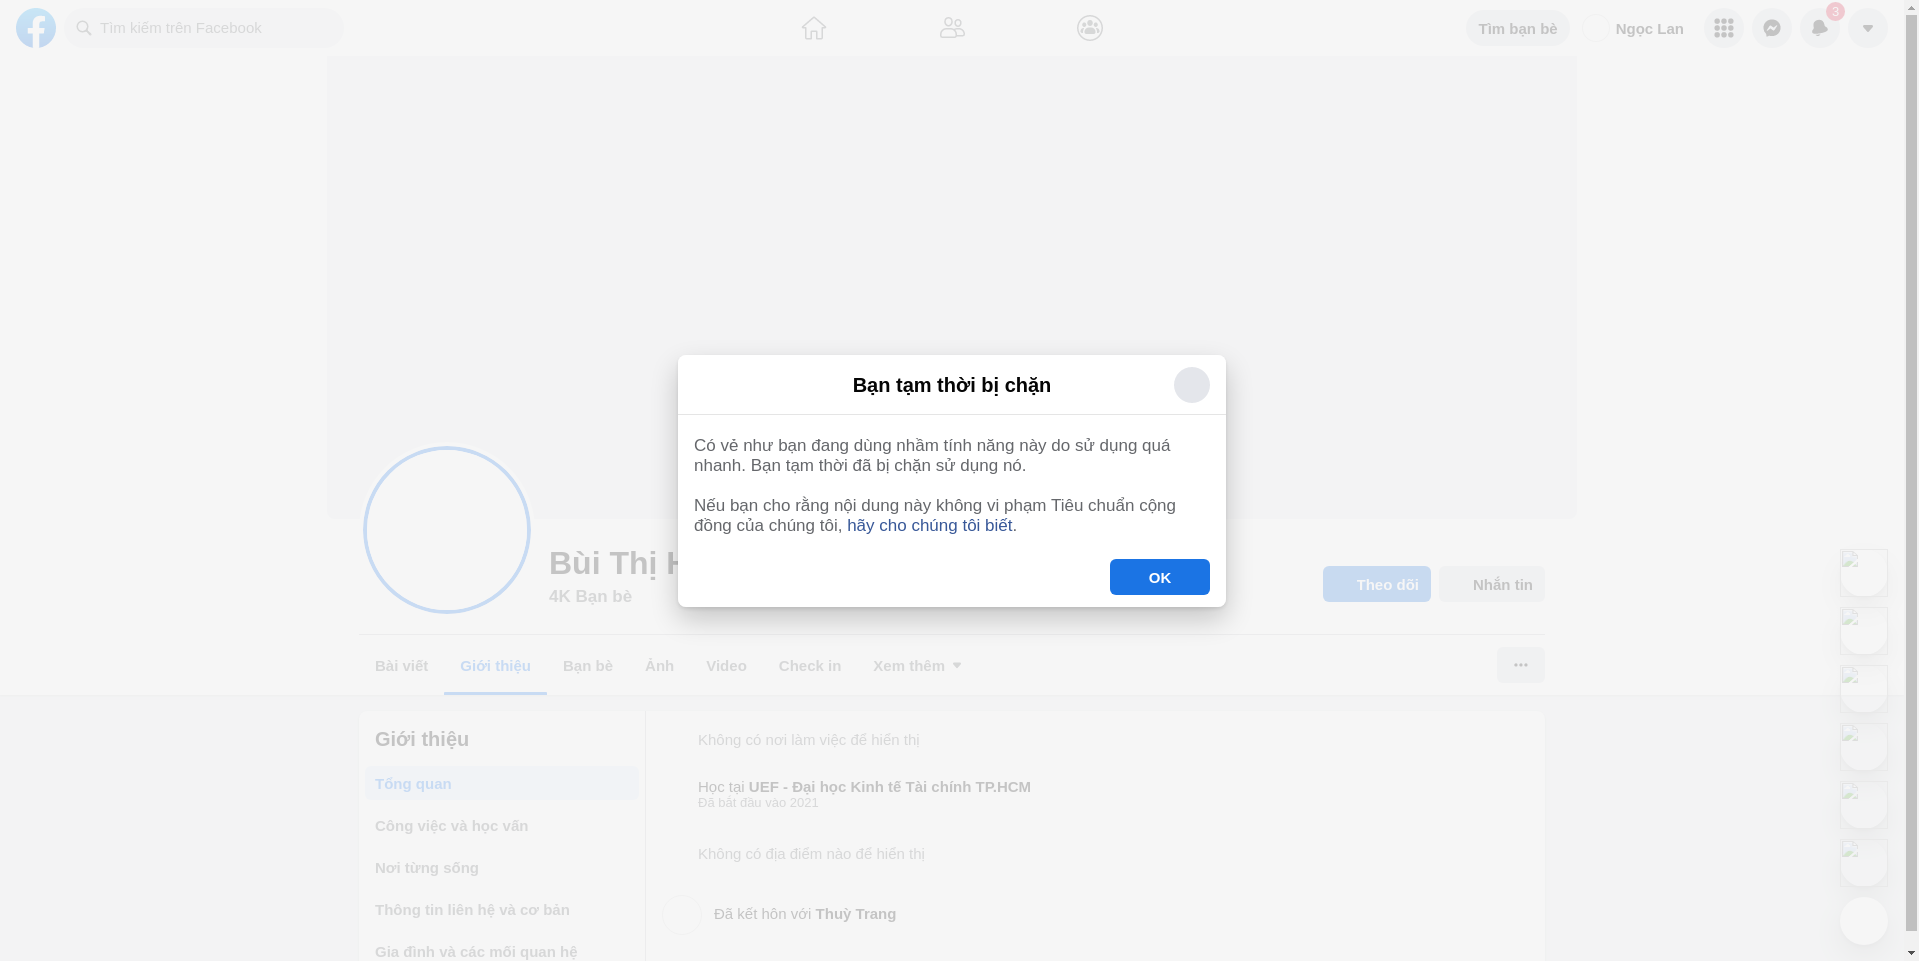 Tìm kiếm trên Facebook
Tìm bạn bè
Ngọc Lan
3
Bạn tạm thời bị chặn
Có vẻ như bạn đang dùng nhầm tính năng này do sử dụng quá
nhanh. Bạn tạm thời đã bị chặn sử dụng nó.
Nếu bạn cho rằng nội dung này không vi phạm Tiêu chuẩn cộng
đồng của chúng tôi, hãy cho chúng tôi biết.
OK
Bùi Thị
4K Bạn bè
Theo dõi
Nhắn tin
Bài viết
Giới thiệu
Bạn bè
Ảnh
Video
Check in
Xem thêm
Giới thiệu
Tổng quan
Công việc và học vấn
Nơi từng sống
Thông tin liên hệ và cơ bản
Gia đình và các mối quan hệ
Không có nơi làm việc để hiển thị
Học tại UEF - Đại học Kinh tế Tài chính TP.HCM
Đã bắt đầu vào 2021
Không có địa điểm nào để hiển thị
Đã kết hôn với Thuỳ Trang